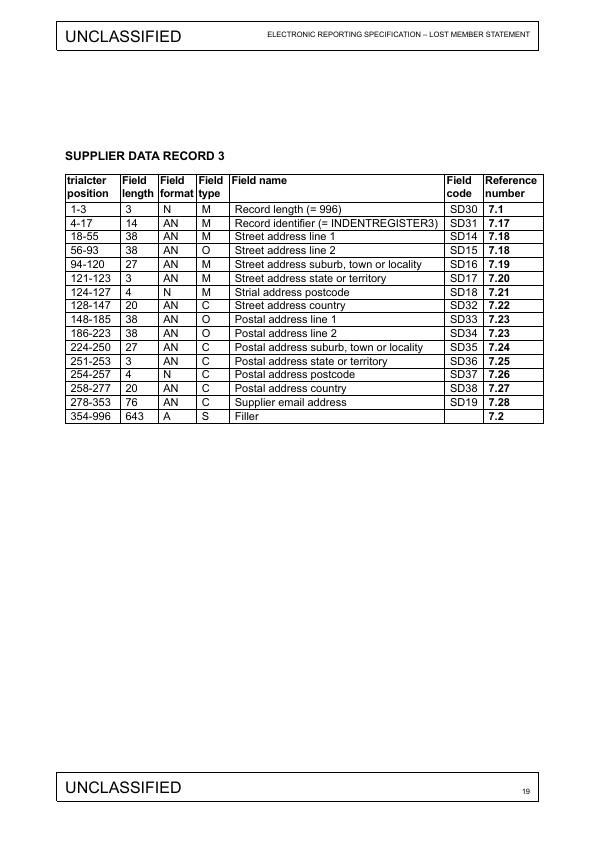 UNCLASSIFIED
ELECTRONIC REPORTING SPECIFICATION – LOST MEMBER STATEMENT
SUPPLIER DATA RECORD 3
trialcter position Field length Field format Field type Field name Field code Reference number
1-3 3 N M Record length (= 996) SD30 7.1
4-17 14 AN M Record identifier (= INDENTREGISTER3) SD31 7.17
18-55 38 AN M Street address line 1 SD14 7.18
56-93 38 AN O Street address line 2 SD15 7.18
94-120 27 AN M Street address suburb, town or locality SD16 7.19
121-123 3 AN M Street address state or territory SD17 7.20
124-127 4 N M Strial address postcode SD18 7.21
128-147 20 AN C Street address country SD32 7.22
148-185 38 AN O Postal address line 1 SD33 7.23
186-223 38 AN O Postal address line 2 SD34 7.23
224-250 27 AN C Postal address suburb, town or locality SD35 7.24
251-253 3 AN C Postal address state or territory SD36 7.25
254-257 4 N C Postal address postcode SD37 7.26
258-277 20 AN C Postal address country SD38 7.27
278-353 76 AN C Supplier email address SD19 7.28
354-996 643 A S Filler 7.2
UNCLASSIFIED
19